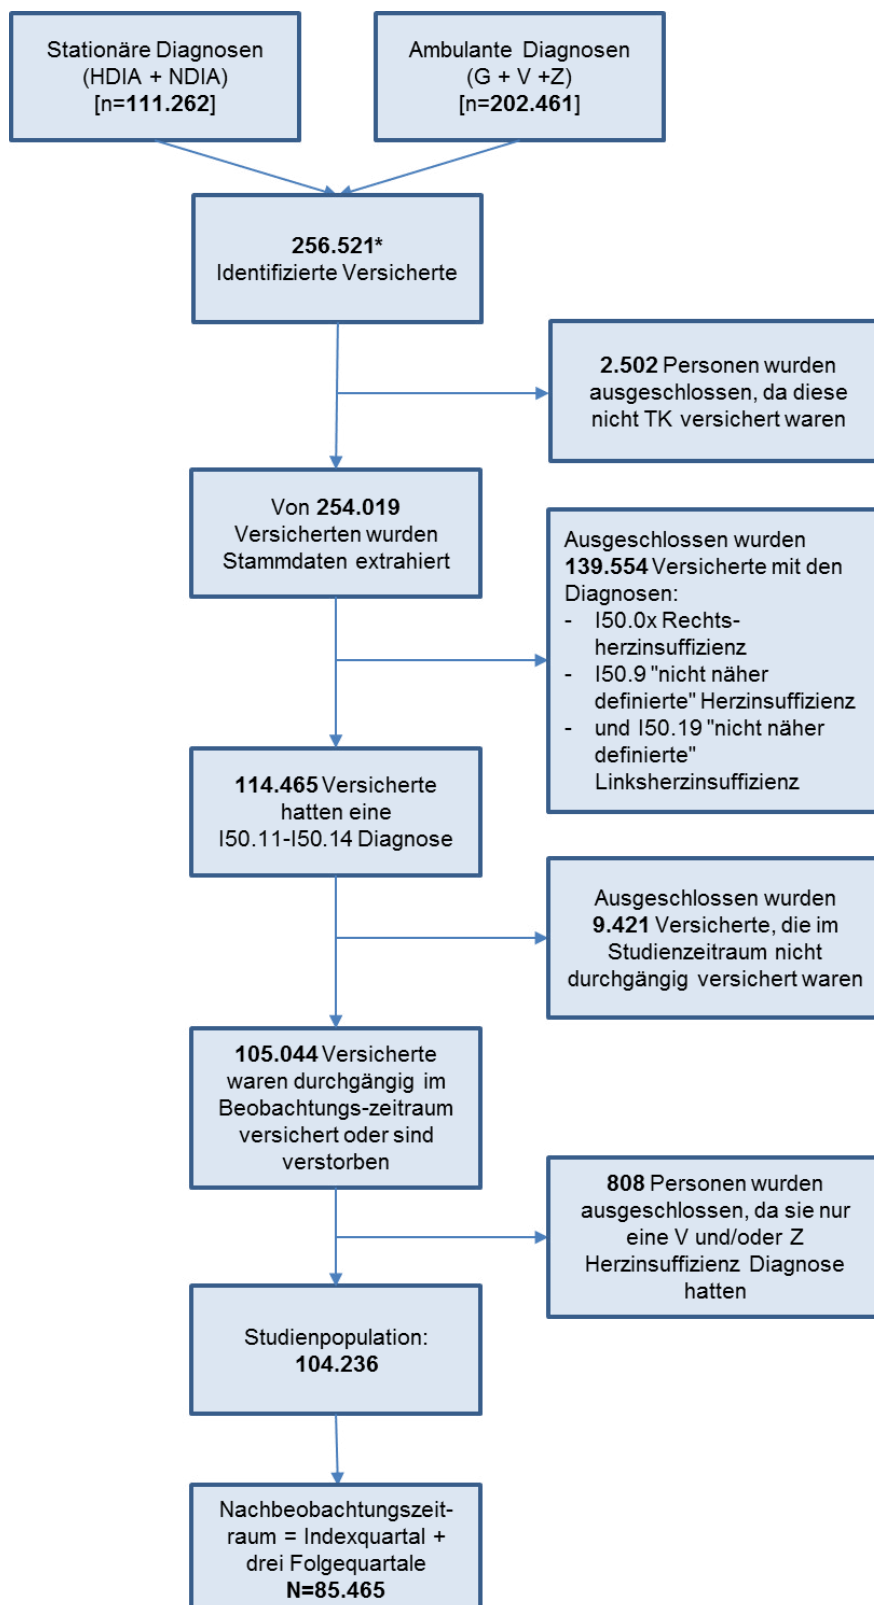 Stationäre Diagnosen
(HDIA + NDIA)
[n=111.262]
Ambulante Diagnosen
(G + V +Z)
[n=202.461]
256.521*
Identifizierte Versicherte
2.502 Personen wurden
ausgeschlossen, da diese
nicht TK versichert waren
Von 254.019
Versicherten wurden
Stammdaten extrahiert
Ausgeschlossen wurden
139.554 Versicherte mit den
Diagnosen:
- I50.0x Rechts-
herzinsuffizienz
- I50.9 "nicht näher
definierte" Herzinsuffizienz
- und I50.19 "nicht näher
definierte"
Linksherzinsuffizienz
114.465 Versicherte
hatten eine
I50.11-I50.14 Diagnose
Ausgeschlossen wurden
9.421 Versicherte, die im
Studienzeitraum nicht
durchgängig versichert waren
105.044 Versicherte
waren durchgängig im
Beobachtungs-zeitraum
versichert oder sind
verstorben
808 Personen wurden
ausgeschlossen, da sie nur
eine V und/oder Z
Herzinsuffizienz Diagnose
hatten
Studienpopulation:
104.236
Nachbeobachtungszeit-
raum = Indexquartal +
drei Folgequartale
N=85.465